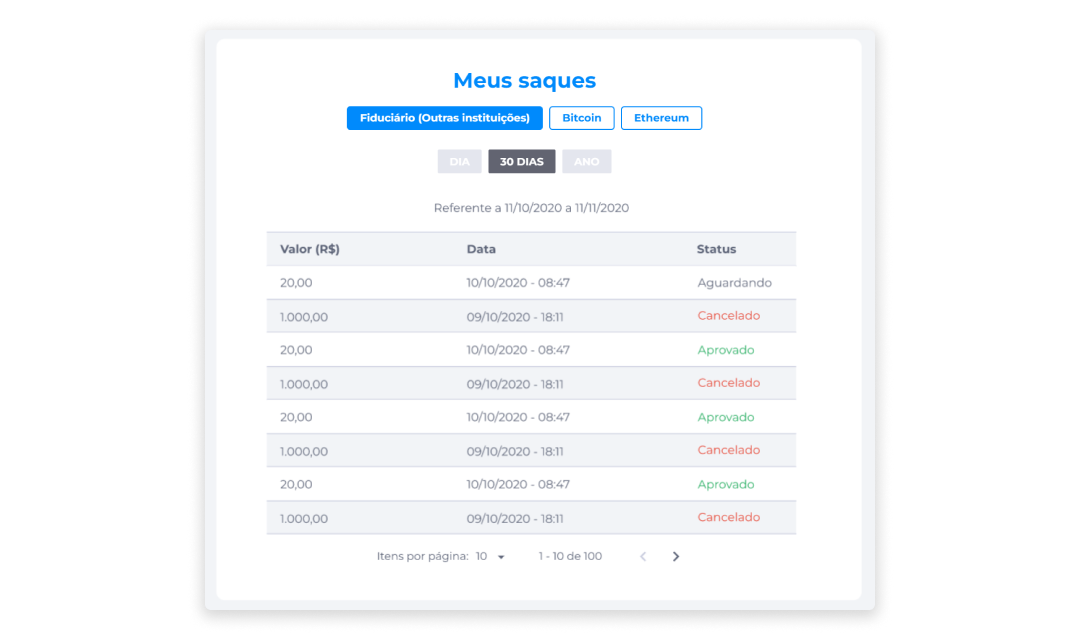 Meus saques
Fiduciário (Outras instituições) Bitcoin Ethereum
DIA 30 DIAS ANO
Referente a 11/10/2020 a 11/11/2020
Valor (R$) Data Status
20,00 10/10/2020 - 08:47 Aguardando
1.000,00 09/10/2020 - 18:11 Cancelado
20,00 10/10/2020 - 08:47 Aprovado
1.000,00 09/10/2020 - 18:11 Cancelado
20,00 10/10/2020 - 08:47 Aprovado
1.000,00 09/10/2020 - 18:11 Cancelado
20,00 10/10/2020 - 08:47 Aprovado
1.000,00 09/10/2020 - 18:11 Cancelado
Itens por página: 10 1 - 10 de 100